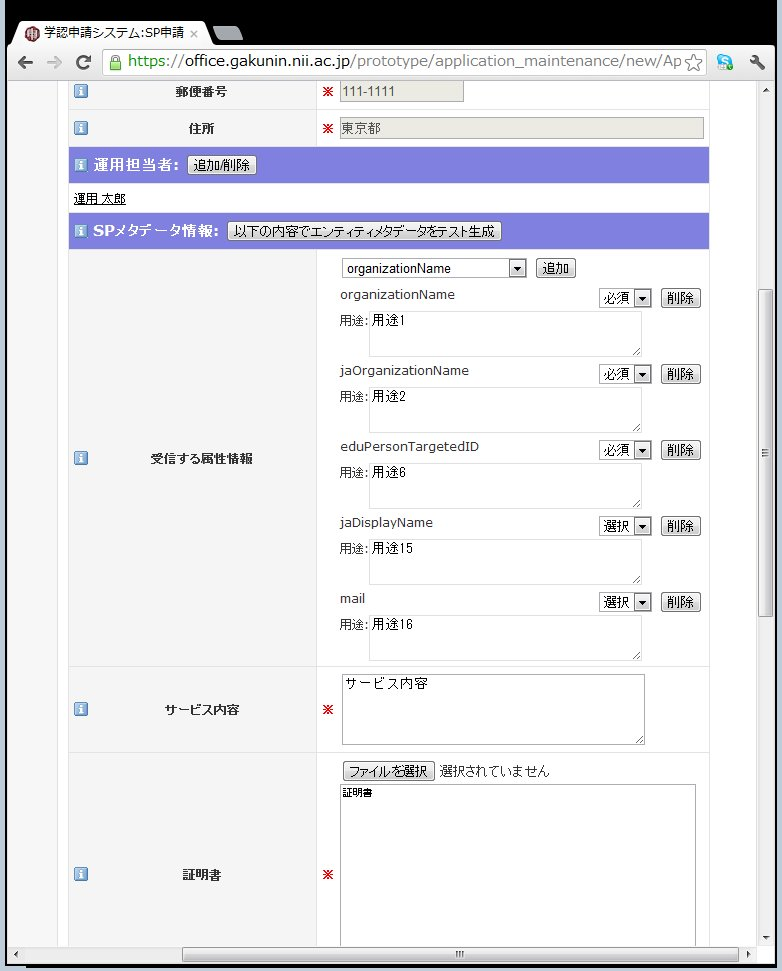 学認申請システム:SP申請
https://office.gakunin.nii.ac.jp/prototype/application_maintenance/new/Ap
郵便番号 ※ 111-1111
住所 ※ 東京都
運用担当者: 追加/削除
運用 太郎
SPメタデータ情報: 以下の内容でエンティティメタデータをテスト生成
organizationName 追加
organizationName 必須 削除
用途: 用途1
jaOrganizationName 必須 削除
用途: 用途2
eduPersonTargetedID 必須 削除
受信する属性情報
用途: 用途6
jaDisplayName 選択 削除
用途: 用途15
mail 選択 削除
用途: 用途16
サービス内容 ※ サービス内容
ファイルを選択 選択されていません
証明書 ※ 証明書